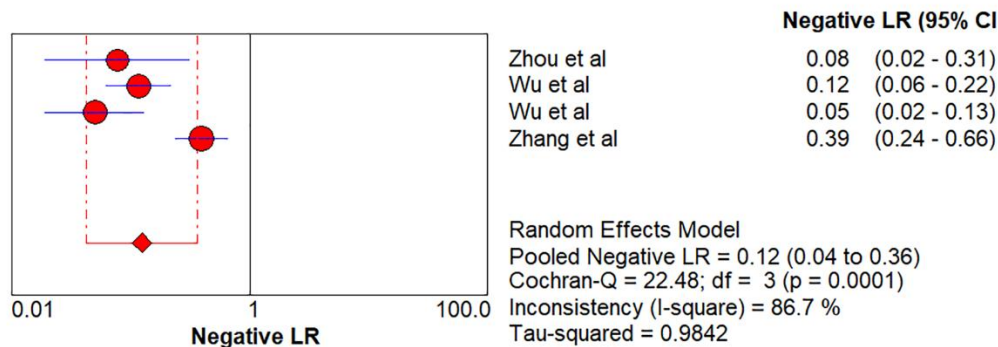 Negative LR (95% CI
Zhou et al 0.08 (0.02 - 0.31)
Wu et al 0.12 (0.06 - 0.22)
Wu et al 0.05 (0.02 - 0.13)
Zhang et al 0.39 (0.24 - 0.66)
Random Effects Model
Pooled Negative LR = 0.12 (0.04 to 0.36)
Cochran-Q = 22.48; df = 3 (p = 0.0001)
Inconsistency (I-square) = 86.7 %
Tau-squared = 0.9842
0.01 1 100.0
Negative LR